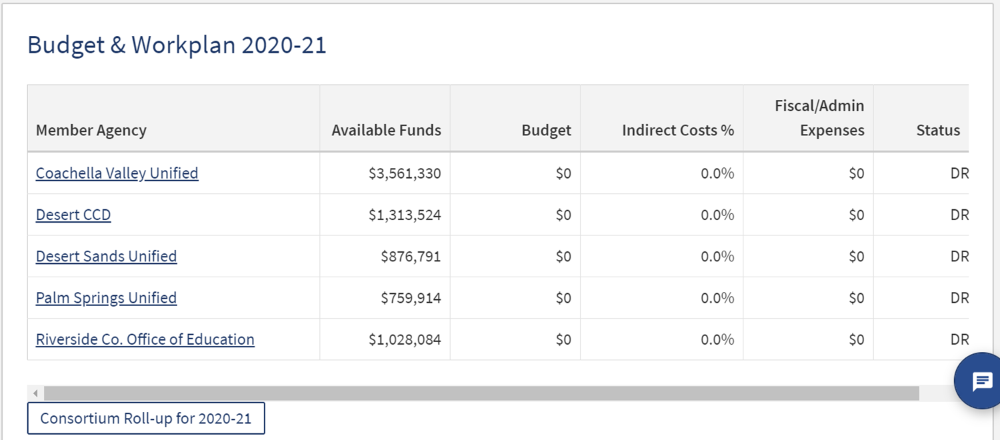 Budget & Workplan 2020-21
Fiscal/Admin
Member Agency Available Funds Budget Indirect Costs % Expenses Status
Coachella Valley Unified $3,561,330 $0 0.0% $0 DR
Desert CCD $1,313,524 $0 0.0% $0 DR
Desert Sands Unified $876,791 $0 0.0% $0 DR
Palm Springs Unified $759,914 $0 0.0% $0 DR
Riverside Co. Office of Education $1,028,084 $0 0.0% $0 DR
Consortium Roll-up for 2020-21